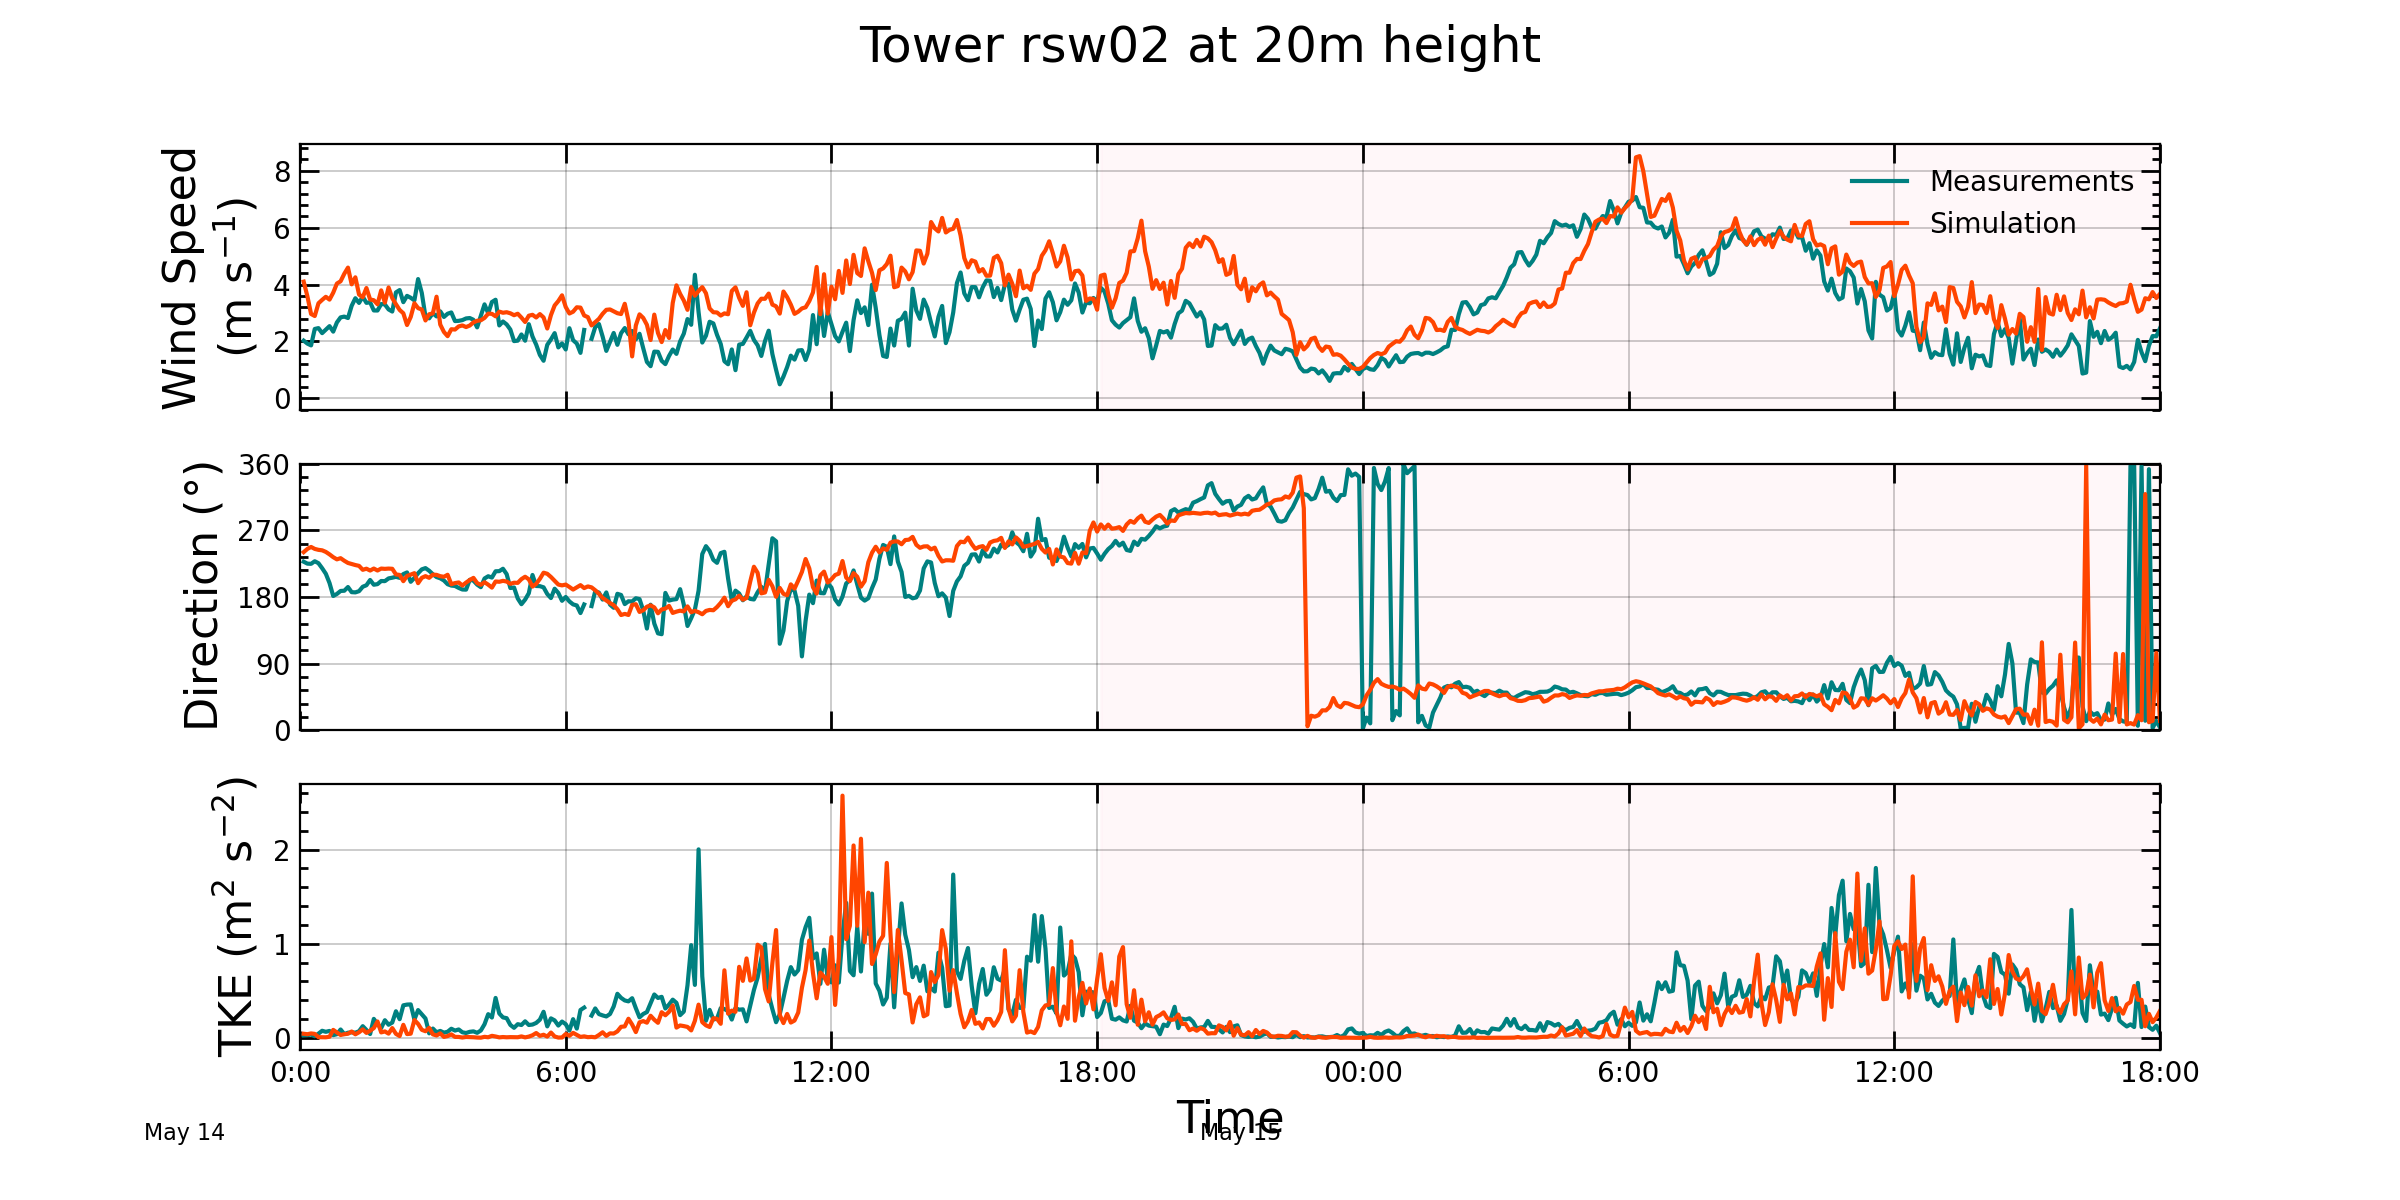 Tower rsw02 at 20m height
Wind Speed
(m s⁻¹)
8
6
4
2
0
Measurements
Simulation
Direction (°)
360
270
180
90
0
TKE (m² s⁻²)
2
1
0
0:00 6:00 12:00 18:00 00:00 6:00 12:00 18:00
Time
May 14 May 15